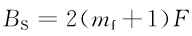 B_S = 2(m_f + 1)F